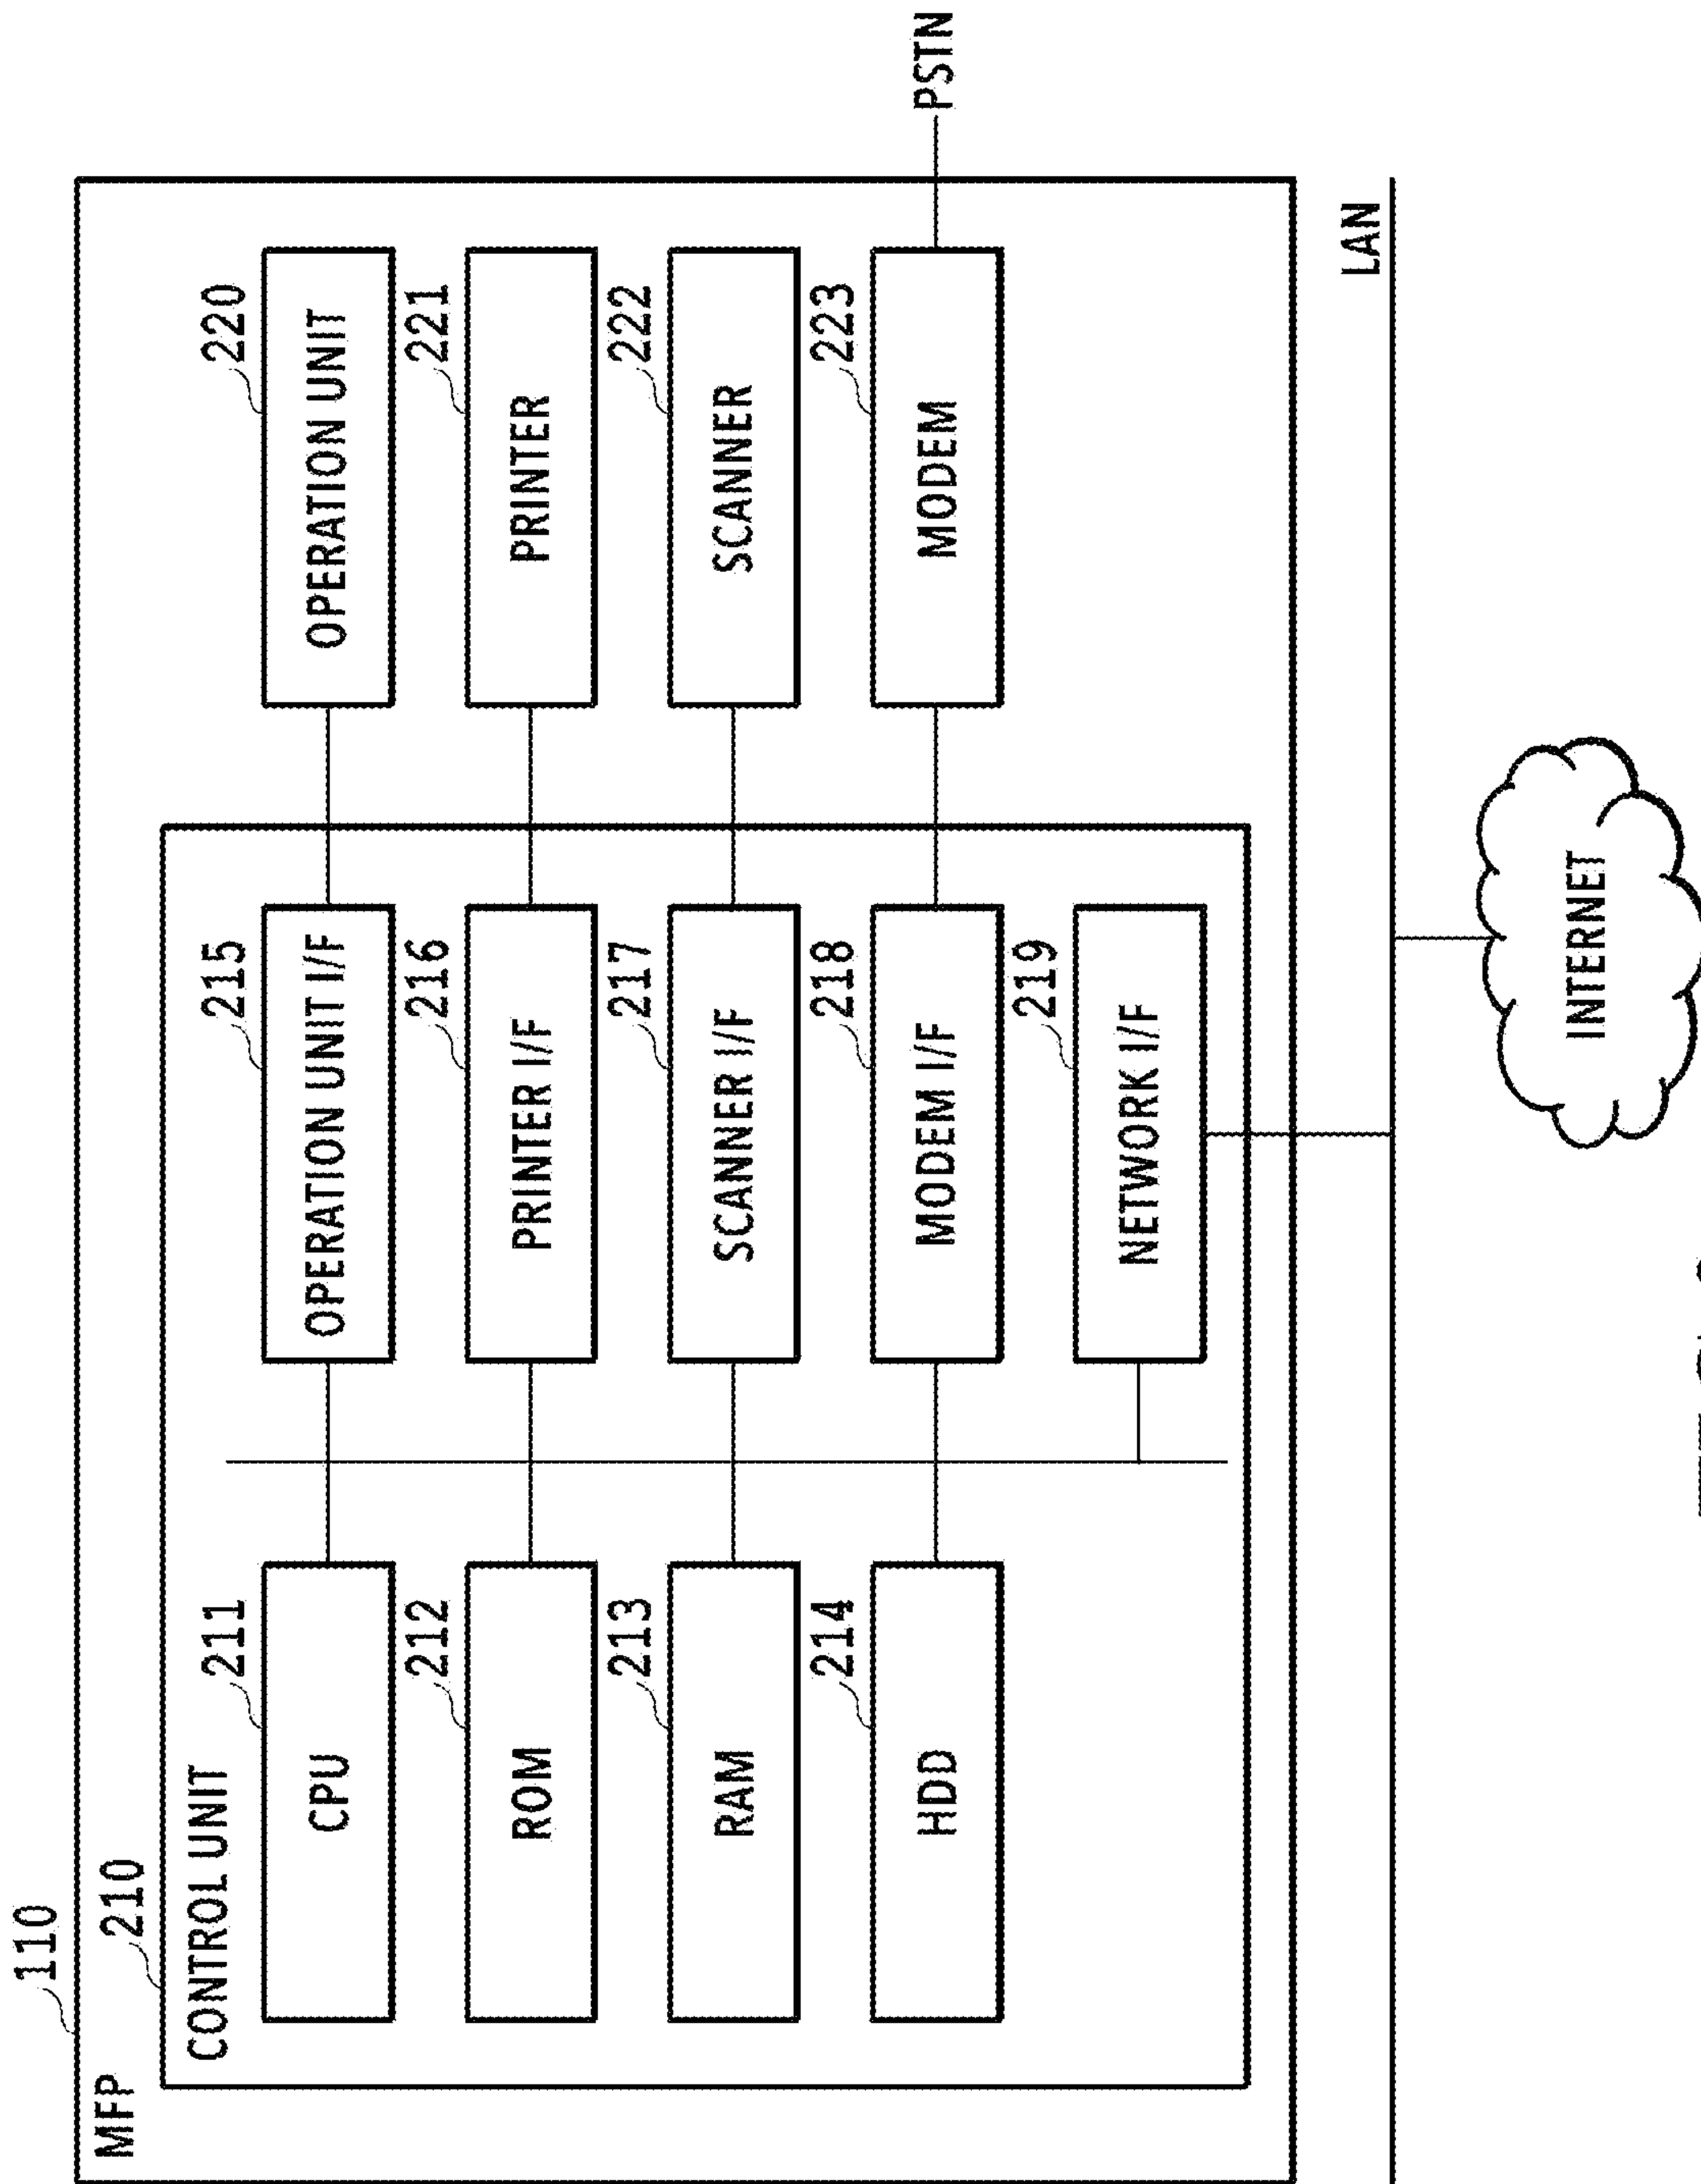 110
MFP
210
CONTROL UNIT
211
CPU
215
OPERATION UNIT I/F
220
OPERATION UNIT
212
ROM
216
PRINTER I/F
221
PRINTER
213
RAM
217
SCANNER I/F
222
SCANNER
214
HDD
218
MODEM I/F
223
MODEM
PSTN
219
NETWORK I/F
LAN
INTERNET